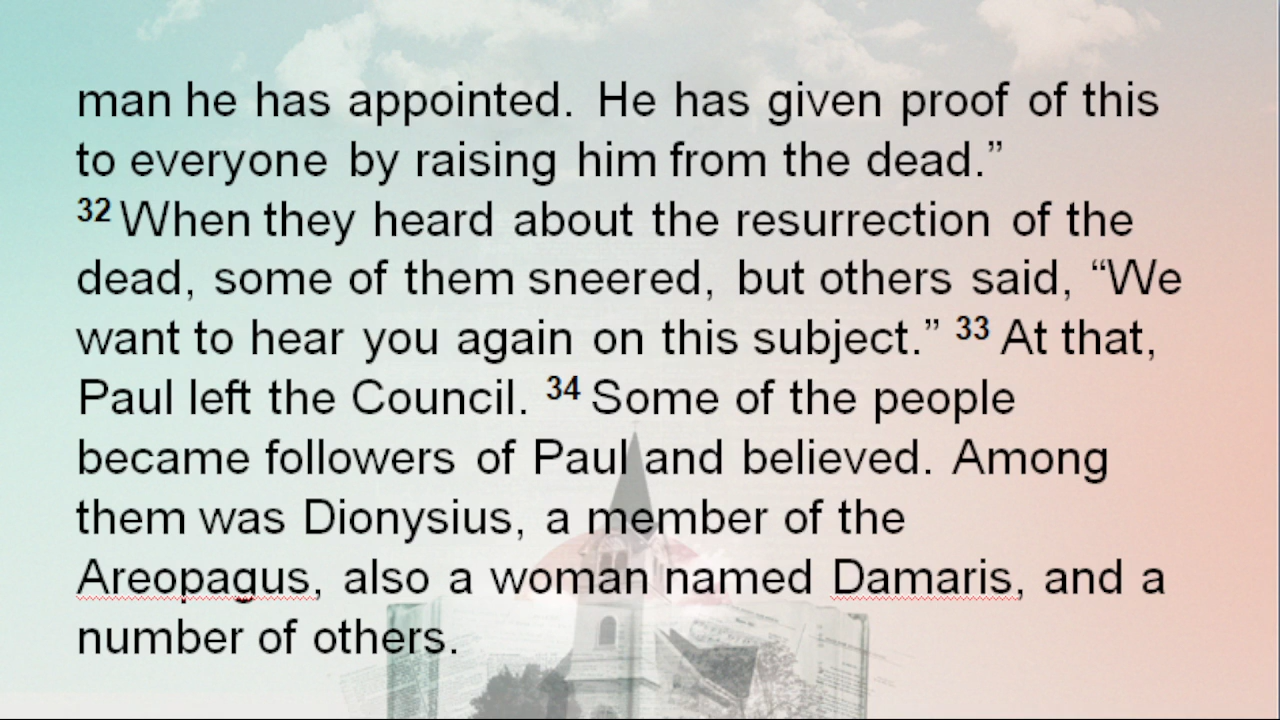 man he has appointed. He has given proof of this
to everyone by raising him from the dead.”
32 When they heard about the resurrection of the
dead, some of them sneered, but others said, “We
want to hear you again on this subject.” 33 At that,
Paul left the Council. 34 Some of the people
became followers of Paul and believed. Among
them was Dionysius, a member of the
Areopagus, also a woman named Damaris, and a
number of others.